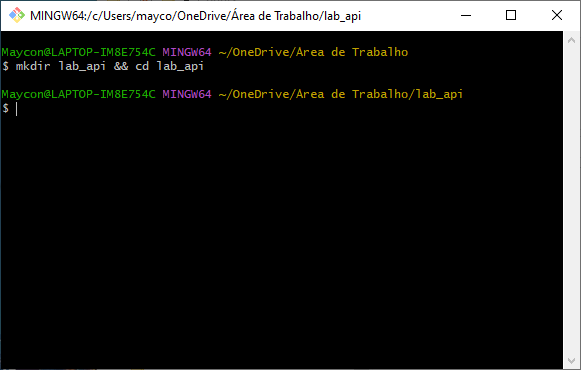 MINGW64:/c/Users/mayco/OneDrive/Área de Trabalho/lab_api
Maycon@LAPTOP-IM8E754C MINGW64 ~/OneDrive/Área de Trabalho
$ mkdir lab_api && cd lab_api
Maycon@LAPTOP-IM8E754C MINGW64 ~/OneDrive/Área de Trabalho/lab_api
$